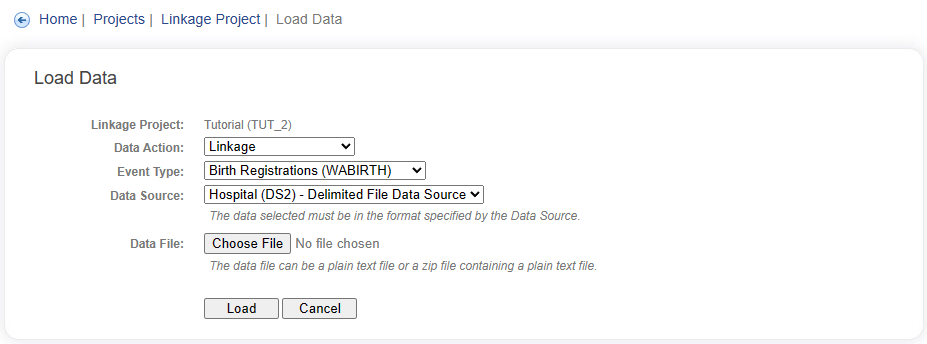 Home | Projects | Linkage Project | Load Data
Load Data
Linkage Project: Tutorial (TUT_2)
Data Action: Linkage
Event Type: Birth Registrations (WABIRTH)
Data Source: Hospital (DS2) - Delimited File Data Source
The data selected must be in the format specified by the Data Source.
Data File: Choose File No file chosen
The data file can be a plain text file or a zip file containing a plain text file.
Load Cancel